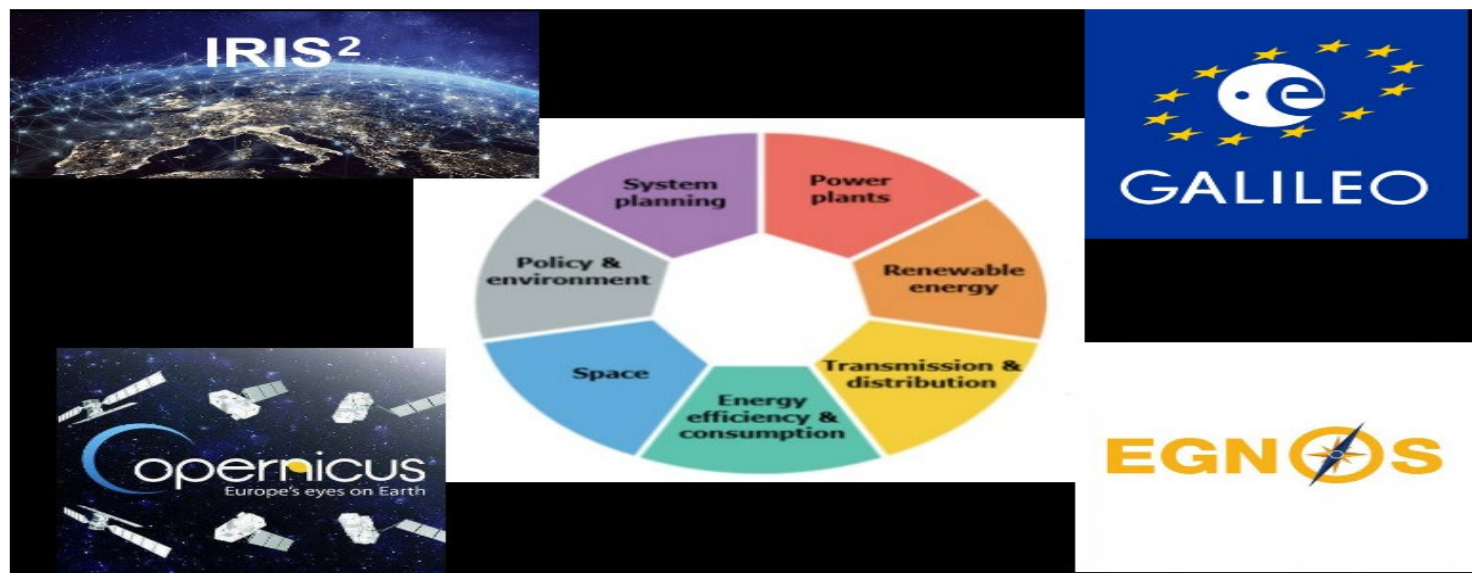 IRIS²
GALILEO
System
planning
Power
plants
Policy &
environment
Renewable
energy
Space
Transmission &
distribution
Energy
efficiency &
consumption
opernicus
Europe's eyes on Earth
EGNOS